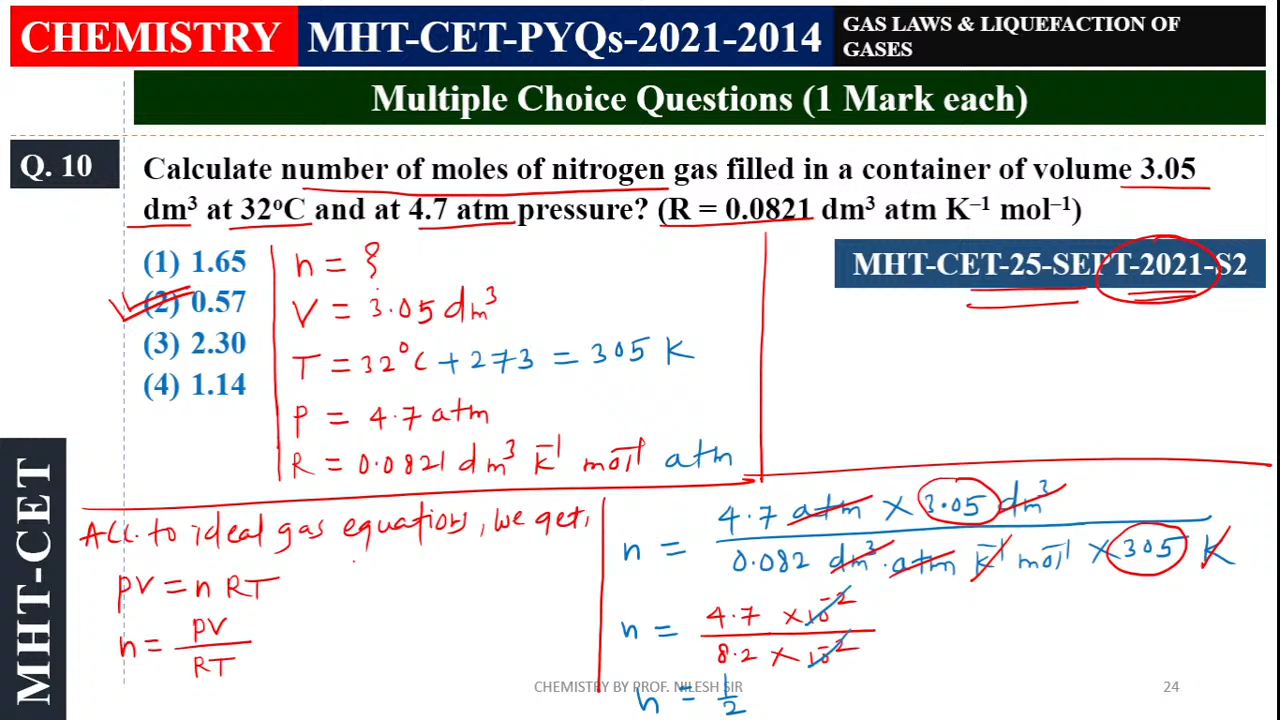 CHEMISTRY
MHT-CET-PYQs-2021-2014
GAS LAWS & LIQUEFACTION OF
GASES
Multiple Choice Questions (1 Mark each)
Q. 10
Calculate number of moles of nitrogen gas filled in a container of volume 3.05
dm³ at 32°C and at 4.7 atm pressure? (R = 0.0821 dm³ atm K⁻¹ mol⁻¹)
MHT-CET-25-SEPT-2021-S2
(1) 1.65
(2) 0.57
(3) 2.30
(4) 1.14
n = ?
V = 3.05 dm³
T = 32°C + 273 = 305 K
P = 4.7 atm
R = 0.0821 dm³ K⁻¹ mol⁻¹ atm
Acc. to ideal gas equation, we get,
PV = n RT
n = PV / RT
n = 4.7 atm × 3.05 dm³ / 0.082 dm³. atm K⁻¹ mol⁻¹ × 305 K
n = 4.7 × 10⁻² / 8.2 × 10⁻²
n = 1/2
MHT-CET
CHEMISTRY BY PROF. NILESH SIR
24